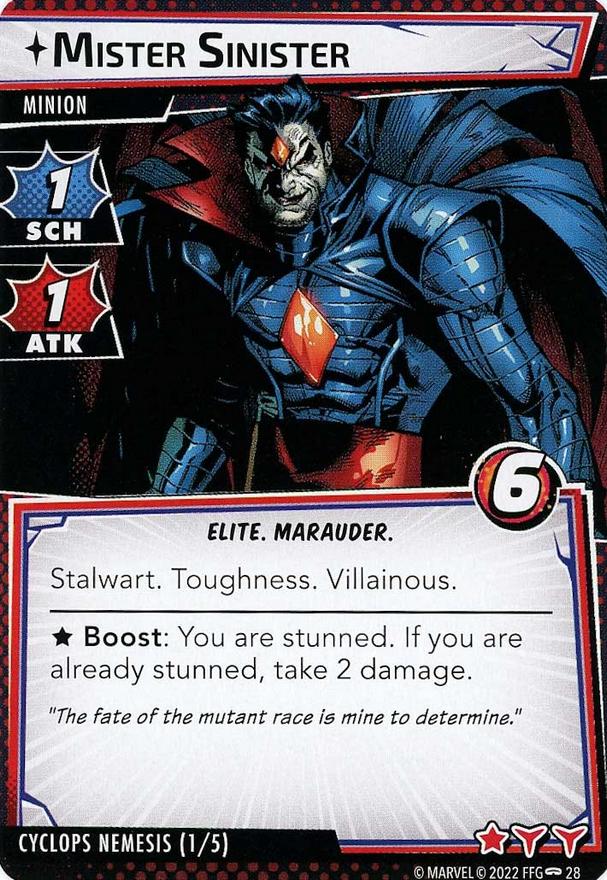 Mister Sinister
MINION
1
SCH
1
ATK
6
ELITE. MARAUDER.
Stalwart. Toughness. Villainous.
★ Boost: You are stunned. If you are
already stunned, take 2 damage.
"The fate of the mutant race is mine to determine."
CYCLOPS NEMESIS (1/5)
© MARVEL © 2022 FFG 28